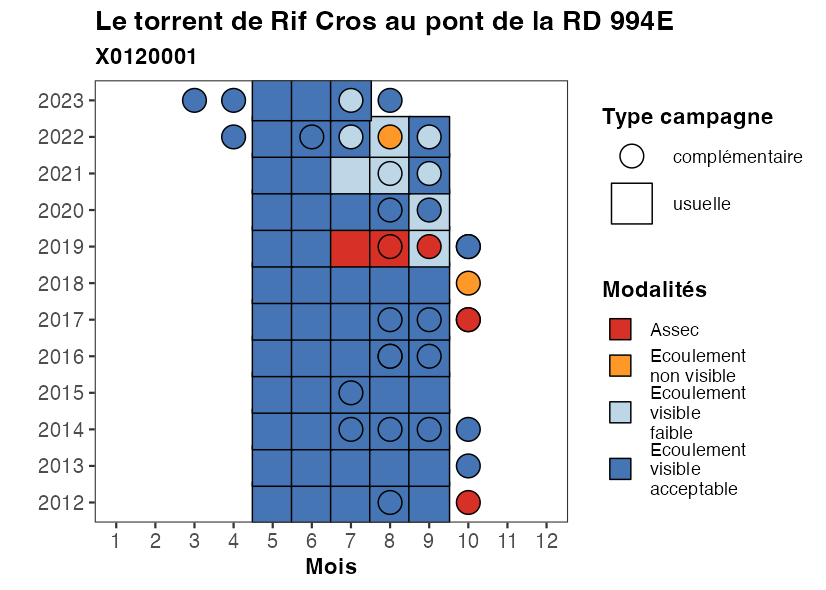 Le torrent de Rif Cros au pont de la RD 994E
X0120001
2023
2022
2021
2020
2019
2018
2017
2016
2015
2014
2013
2012
1 2 3 4 5 6 7 8 9 10 11 12
Mois
Type campagne
complémentaire
usuelle
Modalités
Assec
Ecoulement
non visible
Ecoulement
visible
faible
Ecoulement
visible
acceptable